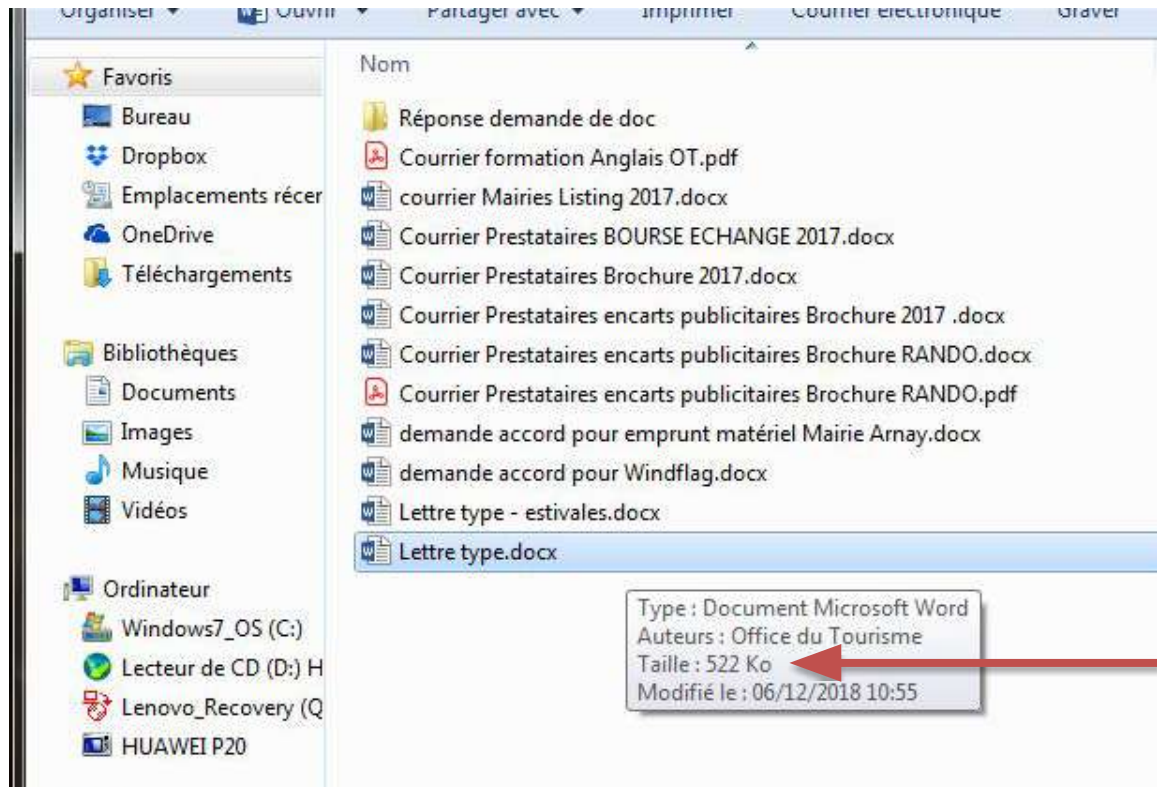 Organiser Ouvrir Partager avec Imprimer Courrier électronique Graver
Favoris
Bureau
Dropbox
Emplacements récer
OneDrive
Téléchargements
Bibliothèques
Documents
Images
Musique
Vidéos
Ordinateur
Windows7_OS (C:)
Lecteur de CD (D:) H
Lenovo_Recovery (Q
HUAWEI P20
Nom
Réponse demande de doc
Courrier formation Anglais OT.pdf
courrier Mairies Listing 2017.docx
Courrier Prestataires BOURSE ECHANGE 2017.docx
Courrier Prestataires Brochure 2017.docx
Courrier Prestataires encarts publicitaires Brochure 2017 .docx
Courrier Prestataires encarts publicitaires Brochure RANDO.docx
Courrier Prestataires encarts publicitaires Brochure RANDO.pdf
demande accord pour emprunt matériel Mairie Arnay.docx
demande accord pour Windflag.docx
Lettre type - estivales.docx
Lettre type.docx
Type : Document Microsoft Word
Auteurs : Office du Tourisme
Taille : 522 Ko
Modifié le : 06/12/2018 10:55